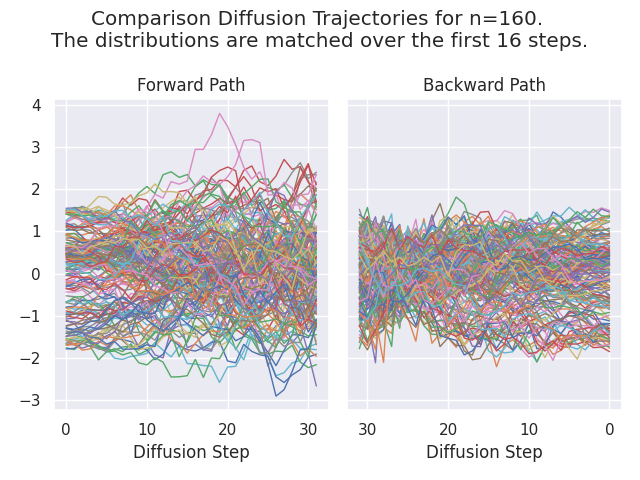 Comparison Diffusion Trajectories for n=160.
The distributions are matched over the first 16 steps.
Forward Path
Backward Path
4
3
2
1
0
−1
−2
−3
0 10 20 30
30 20 10 0
Diffusion Step
Diffusion Step